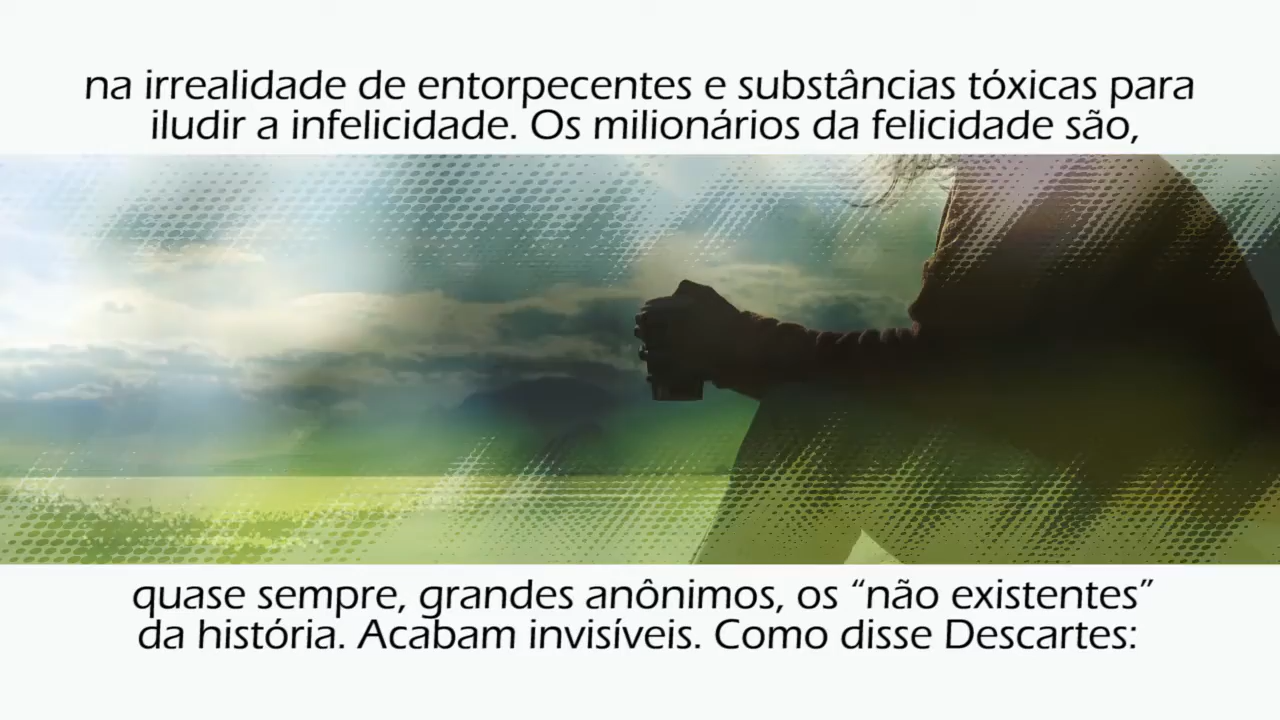 na irrealidade de entorpecentes e substâncias tóxicas para
iludir a infelicidade. Os milionários da felicidade são,
quase sempre, grandes anônimos, os “não existentes”
da história. Acabam invisíveis. Como disse Descartes: